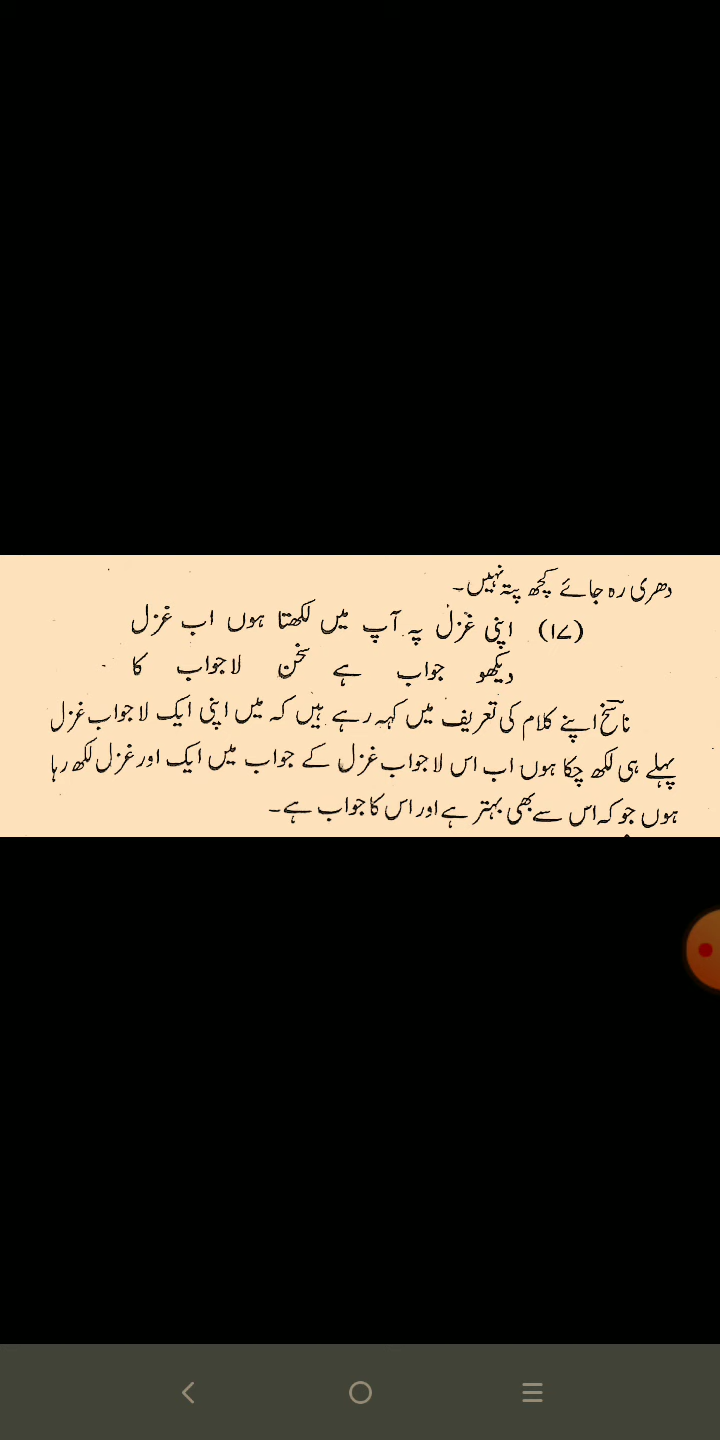 دھری رہ جائے کچھ پتہ نہیں۔
(۱۷) اپنی غزل پہ آپ میں لکھتا ہوں اب غزل
دیکھو جواب ہے سخن لاجواب کا
ناسخ اپنے کلام کی تعریف میں کہہ رہے ہیں کہ میں اپنی ایک لاجواب غزل
پہلے ہی لکھ چکا ہوں اب اس لاجواب غزل کے جواب میں ایک اور غزل لکھ رہا
ہوں جو کہ اس سے بھی بہتر ہے اور اس کا جواب ہے۔